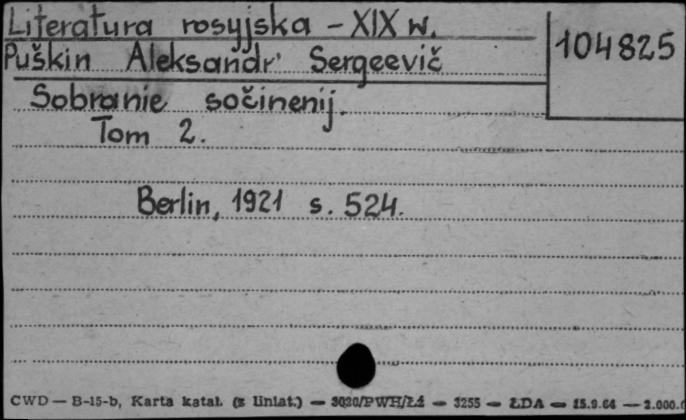 Literatura rosyjska - XIX w.
104825
Puškin Aleksandr' Sergeevič
Sobranie sočinenij.
Tom 2.
Berlin, 1921 s. 524.
CWD — B-15-b, Karta katal. (z liniat.) — 3020/PWH/Łź — 3255 — ŁDA — 15.9.64 — 2.000.0